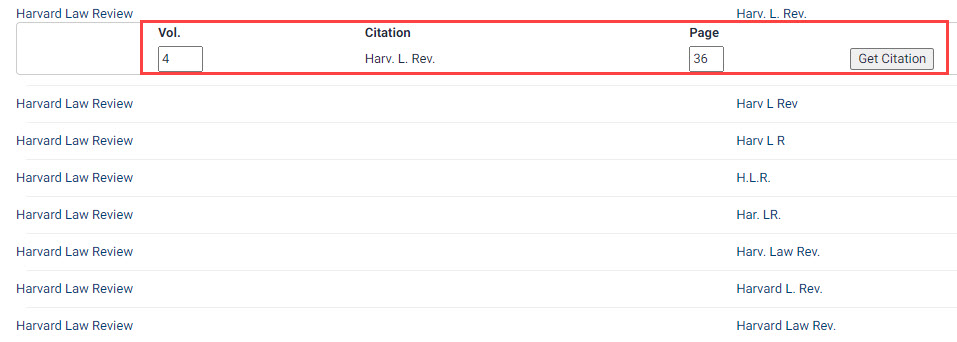 Harvard Law Review Harv. L. Rev.
Vol. Citation Page
4 Harv. L. Rev. 36 Get Citation
Harvard Law Review Harv L Rev
Harvard Law Review Harv L R
Harvard Law Review H.L.R.
Harvard Law Review Har. LR.
Harvard Law Review Harv. Law Rev.
Harvard Law Review Harvard L. Rev.
Harvard Law Review Harvard Law Rev.